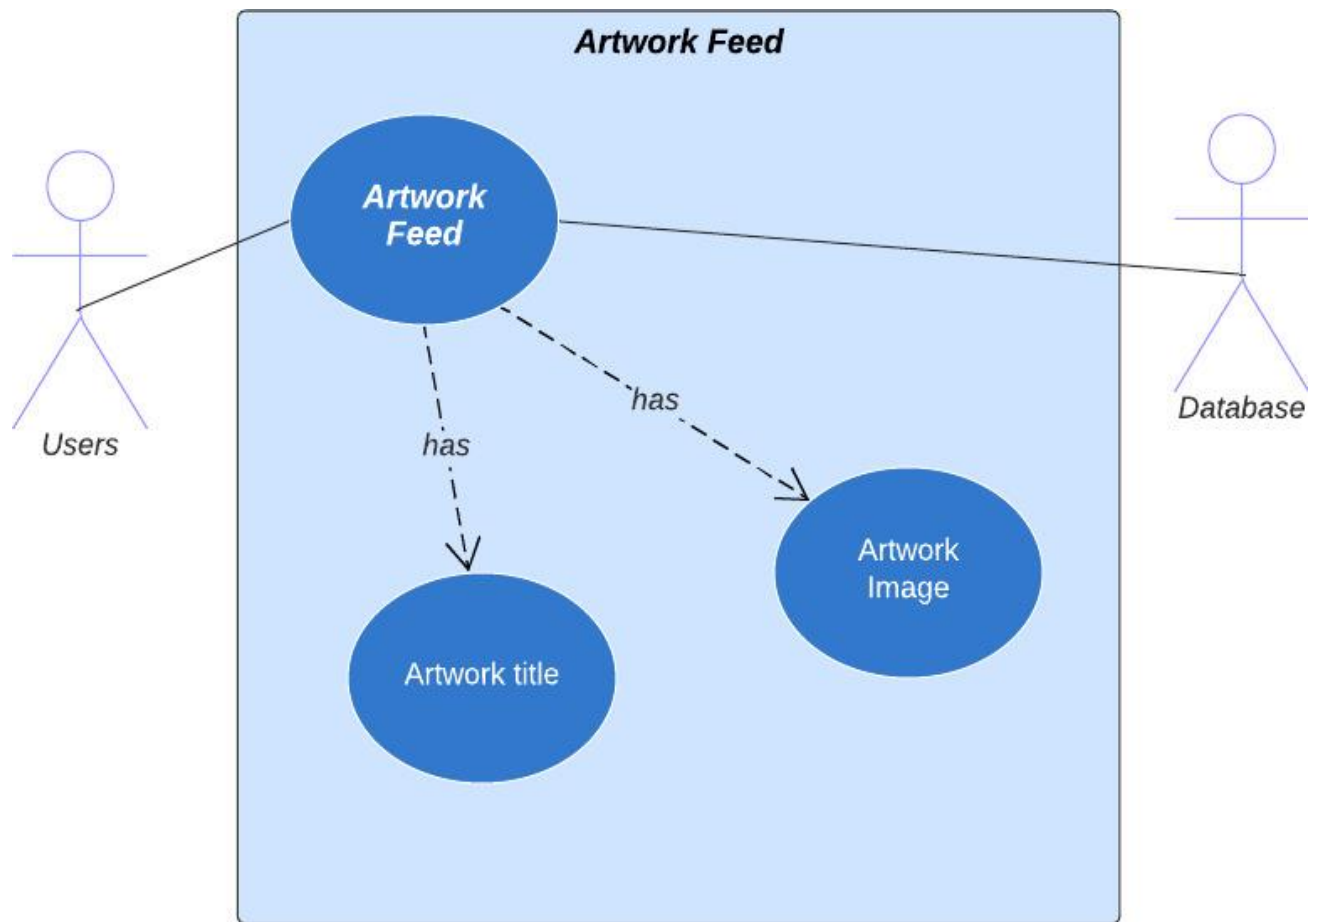 Artwork Feed
Artwork
Feed
has
has
Users
Database
Artwork
Image
Artwork title